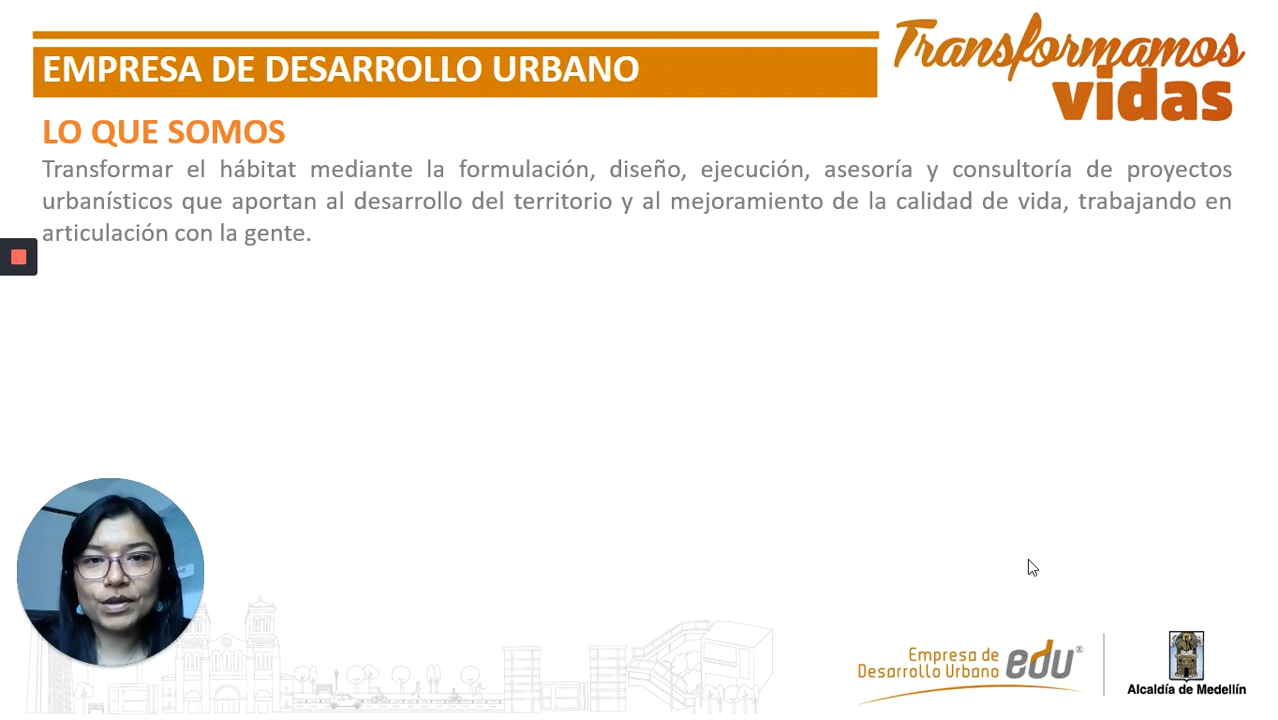 Transformamos
vidas
EMPRESA DE DESARROLLO URBANO
LO QUE SOMOS
Transformar el hábitat mediante la formulación, diseño, ejecución, asesoría y consultoría de proyectos
urbanísticos que aportan al desarrollo del territorio y al mejoramiento de la calidad de vida, trabajando en
articulación con la gente.
Empresa de
Desarrollo Urbano edu®
Alcaldía de Medellín